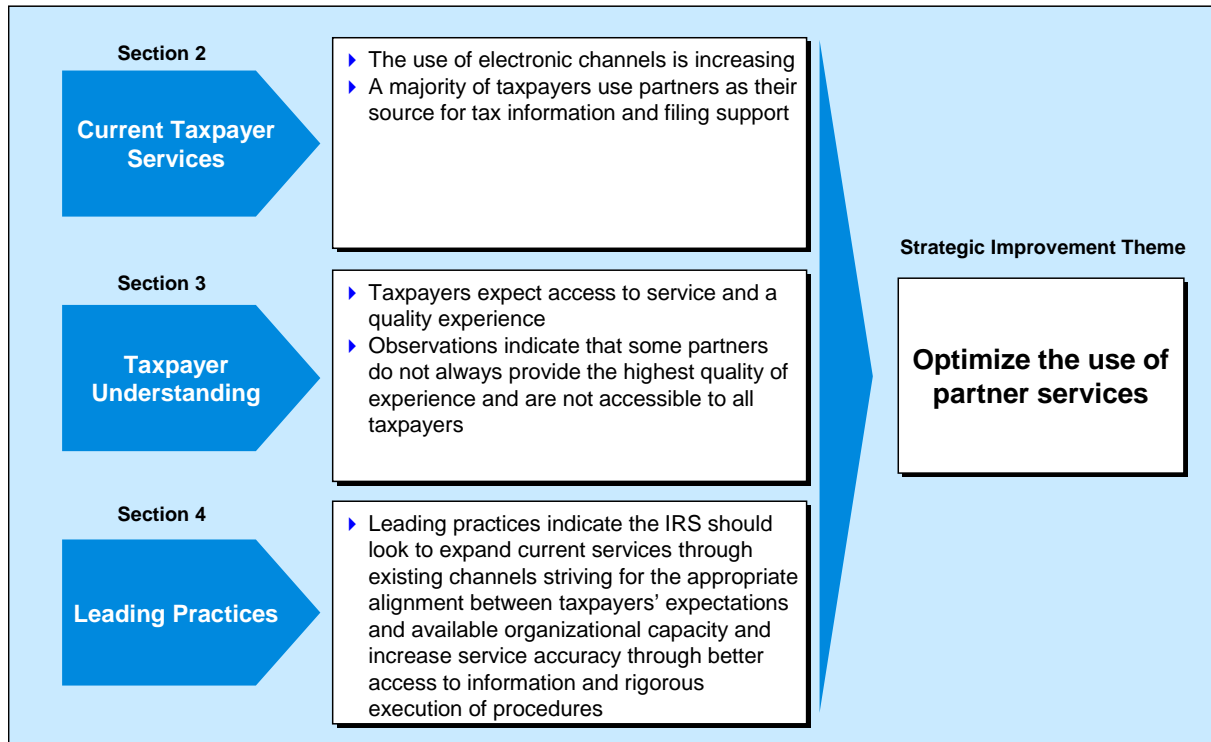 Section 2
Current Taxpayer
Services
The use of electronic channels is increasing
A majority of taxpayers use partners as their
source for tax information and filing support
Section 3
Taxpayer
Understanding
Taxpayers expect access to service and a
quality experience
Observations indicate that some partners
do not always provide the highest quality of
experience and are not accessible to all
taxpayers
Section 4
Leading Practices
Leading practices indicate the IRS should
look to expand current services through
existing channels striving for the appropriate
alignment between taxpayers’ expectations
and available organizational capacity and
increase service accuracy through better
access to information and rigorous
execution of procedures
Strategic Improvement Theme
Optimize the use of
partner services